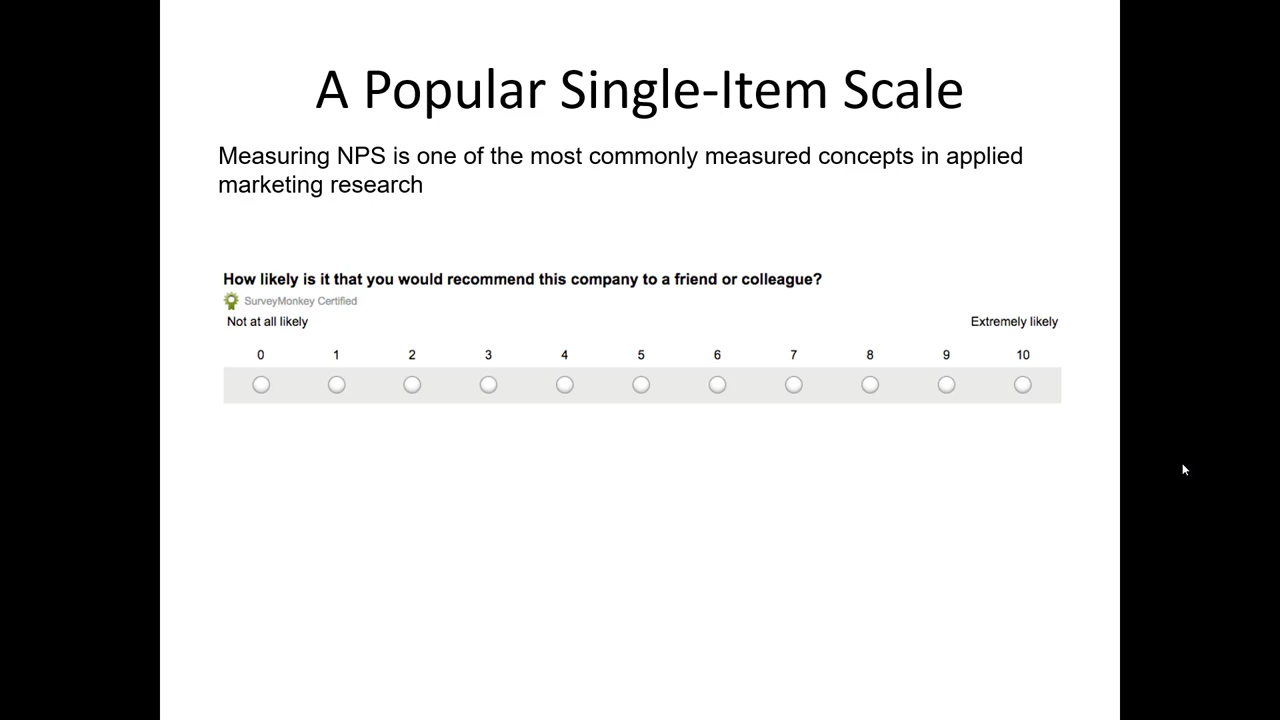 A Popular Single-Item Scale
Measuring NPS is one of the most commonly measured concepts in applied
marketing research
How likely is it that you would recommend this company to a friend or colleague?
SurveyMonkey Certified
Not at all likely Extremely likely
0 1 2 3 4 5 6 7 8 9 10